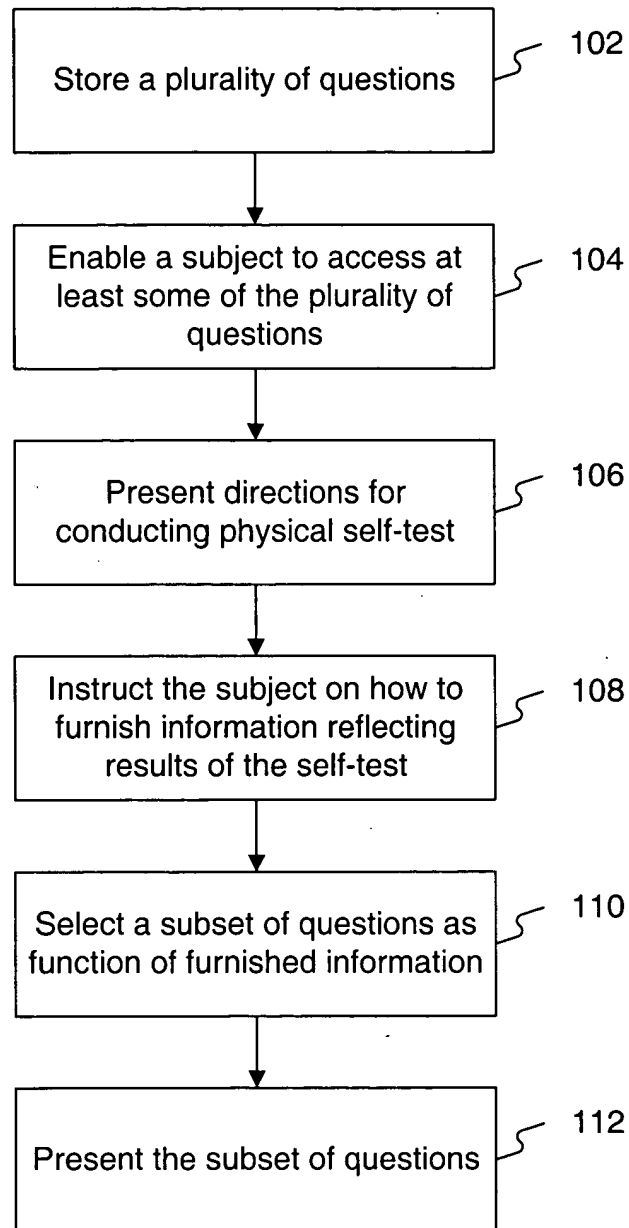 Store a plurality of questions
102
Enable a subject to access at
least some of the plurality of
questions
104
Present directions for
conducting physical self-test
106
Instruct the subject on how to
furnish information reflecting
results of the self-test
108
Select a subset of questions as
function of furnished information
110
Present the subset of questions
112